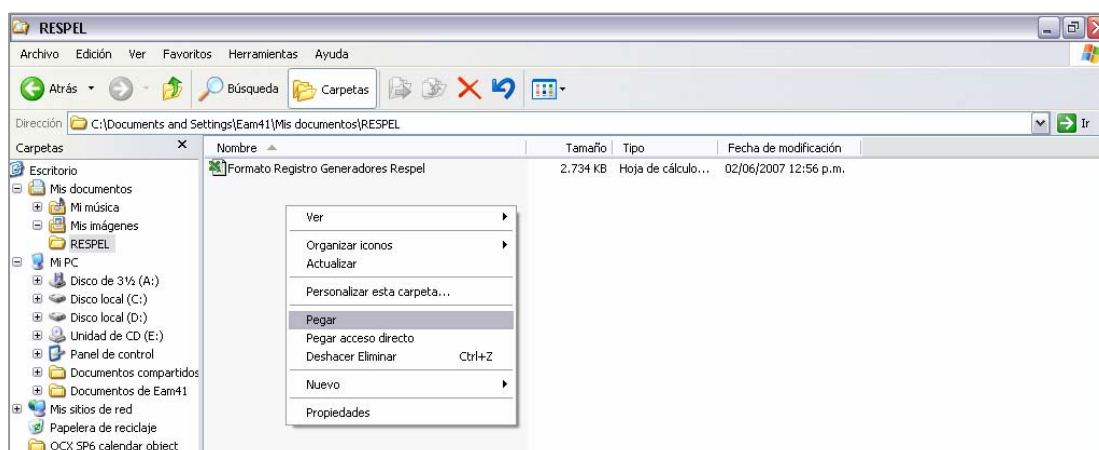 RESPEL
Archivo Edición Ver Favoritos Herramientas Ayuda
Atrás Búsqueda Carpetas
Dirección C:\Documents and Settings\Eam41\Mis documentos\RESPEL Ir
Carpetas X Nombre Tamaño Tipo Fecha de modificación
Escritorio
Formato Registro Generadores Respel 2.734 KB Hoja de cálculo... 02/06/2007 12:56 p.m.
Mis documentos
Mi música
Mis imágenes
RESPEL
Mi PC
Disco de 3½ (A:)
Disco local (C:)
Disco local (D:)
Unidad de CD (E:)
Panel de control
Documentos compartidos
Documentos de Eam41
Mis sitios de red
Papelera de reciclaje
OCX SP6 calendar object
Ver
Organizar iconos
Actualizar
Personalizar esta carpeta...
Pegar
Pegar acceso directo
Deshacer Eliminar Ctrl+Z
Nuevo
Propiedades